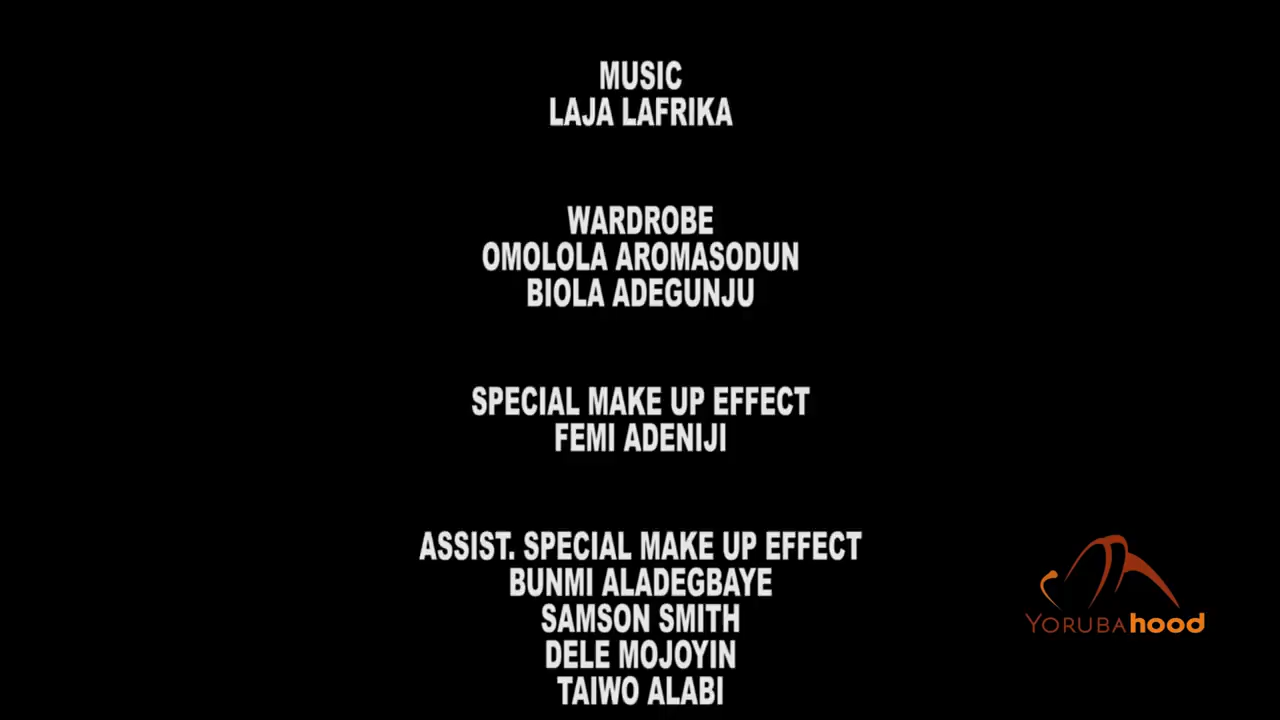 MUSIC
LAJA LAFRIKA
WARDROBE
OMOLOLA AROMASODUN
BIOLA ADEGUNJU
SPECIAL MAKE UP EFFECT
FEMI ADENIJI
ASSIST. SPECIAL MAKE UP EFFECT
BUNMI ALADEGBAYE
SAMSON SMITH
DELE MOJOYIN
TAIWO ALABI
YORUBAhood